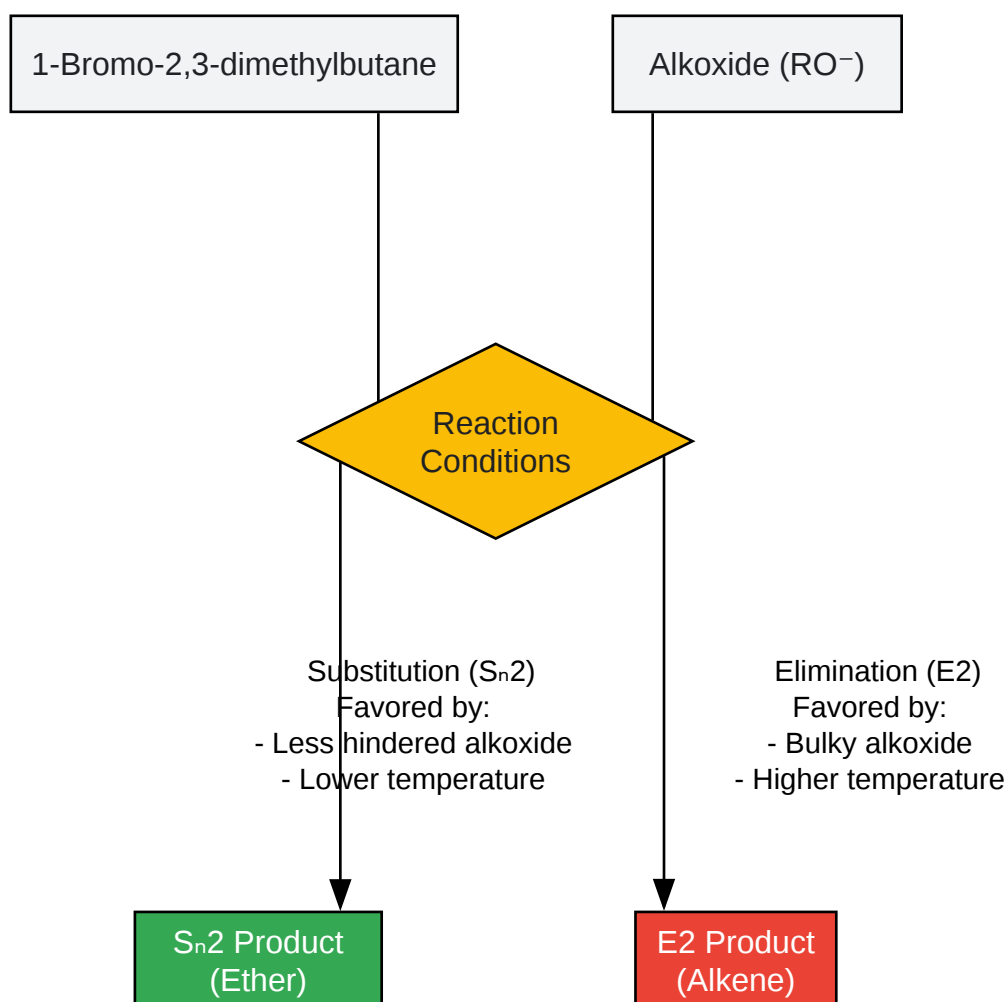 1-Bromo-2,3-dimethylbutane
Alkoxide (RO⁻)
Reaction
Conditions
Substitution (Sₙ2)
Favored by:
- Less hindered alkoxide
- Lower temperature
Elimination (E2)
Favored by:
- Bulky alkoxide
- Higher temperature
Sₙ2 Product
(Ether)
E2 Product
(Alkene)